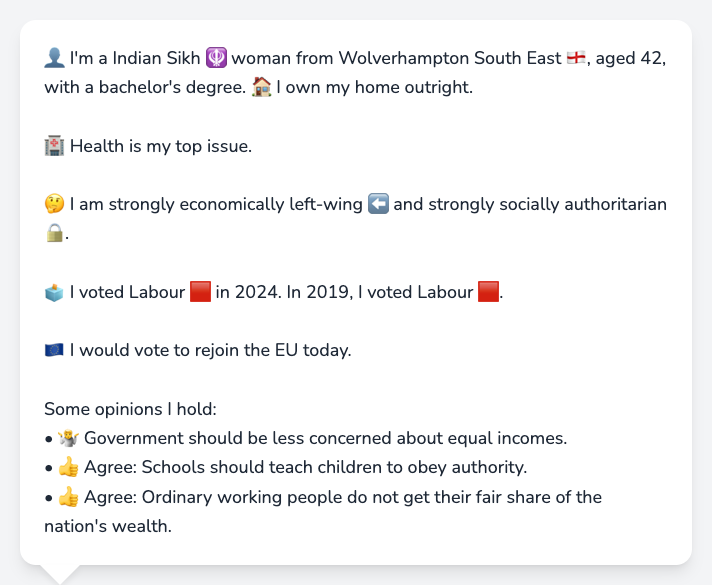 👤 I'm a Indian Sikh 🪯 woman from Wolverhampton South East 🏴󠁧󠁢󠁥󠁮󠁧󠁿, aged 42,
with a bachelor's degree. 🏠 I own my home outright.
🏥 Health is my top issue.
🤔 I am strongly economically left-wing ⬅️ and strongly socially authoritarian
🔒.
🗳️ I voted Labour 🟥 in 2024. In 2019, I voted Labour 🟥.
🇪🇺 I would vote to rejoin the EU today.
Some opinions I hold:
• 🤷 Government should be less concerned about equal incomes.
• 👍 Agree: Schools should teach children to obey authority.
• 👍 Agree: Ordinary working people do not get their fair share of the
nation's wealth.